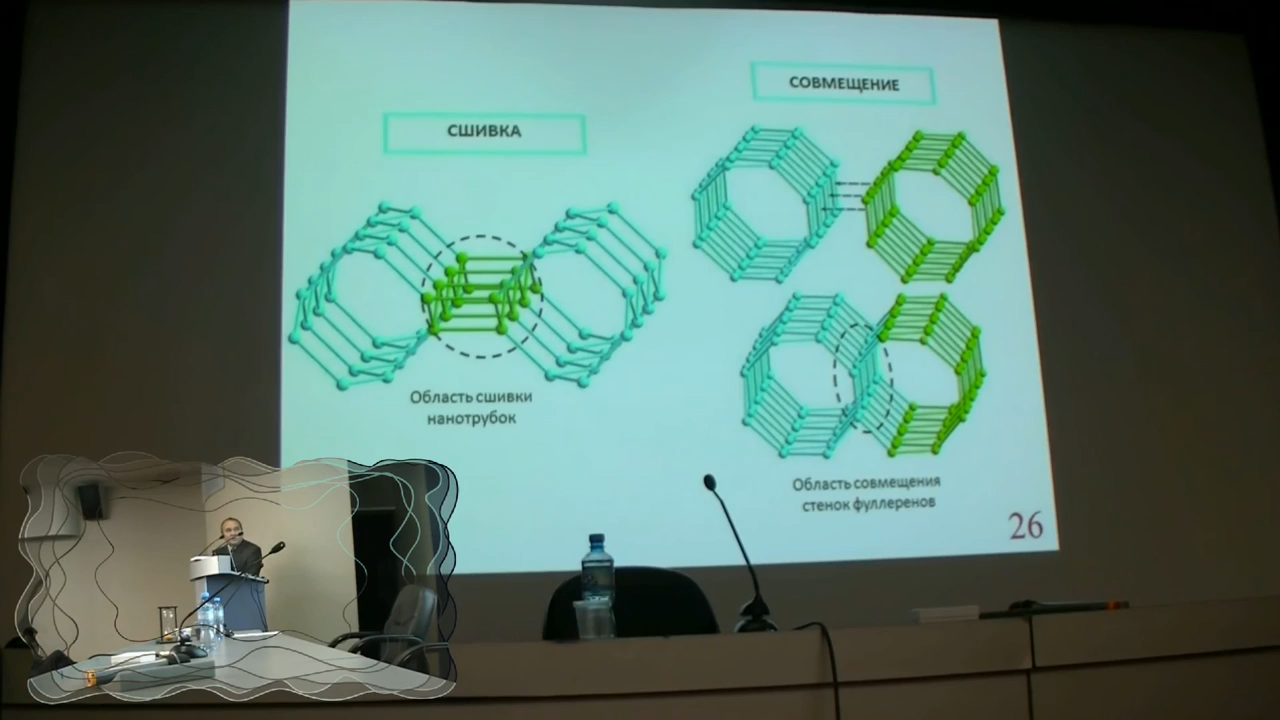 СШИВКА
Область сшивки
нанотрубок
СОВМЕЩЕНИЕ
Область совмещения
стенок фуллеренов
26